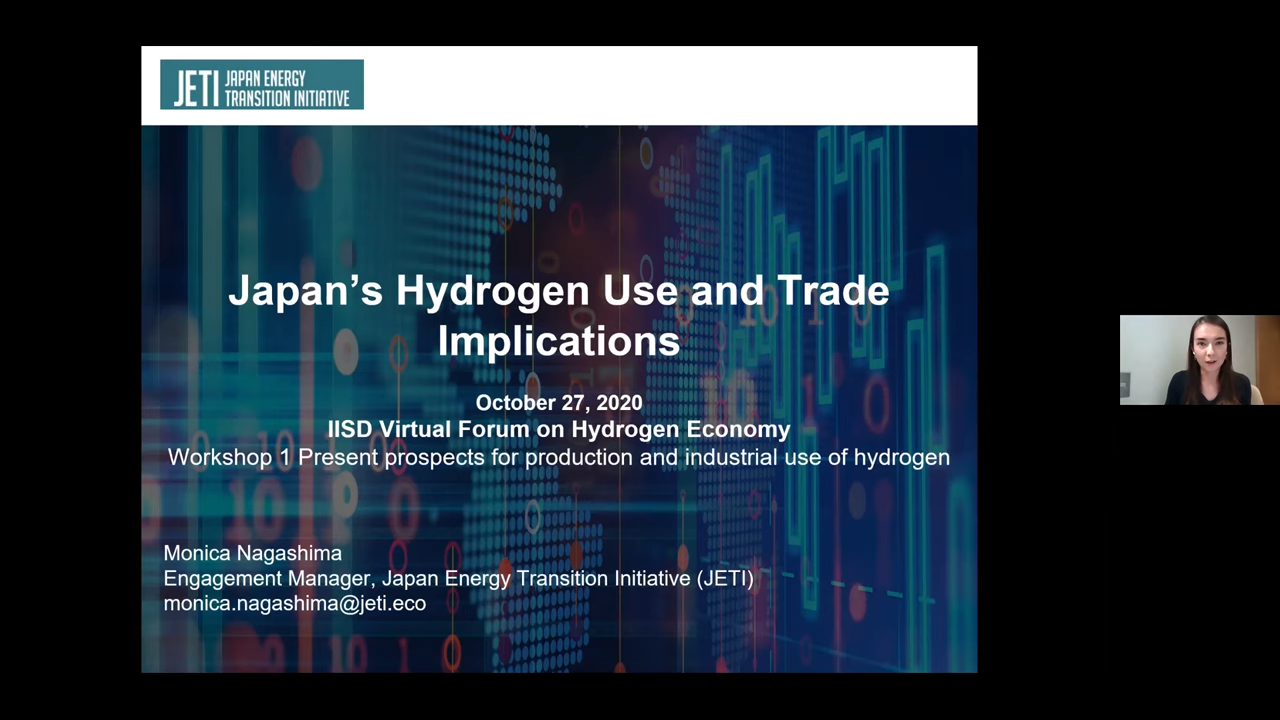 JETI JAPAN ENERGY
TRANSITION INITIATIVE
Japan’s Hydrogen Use and Trade
Implications
October 27, 2020
IISD Virtual Forum on Hydrogen Economy
Workshop 1 Present prospects for production and industrial use of hydrogen
Monica Nagashima
Engagement Manager, Japan Energy Transition Initiative (JETI)
monica.nagashima@jeti.eco